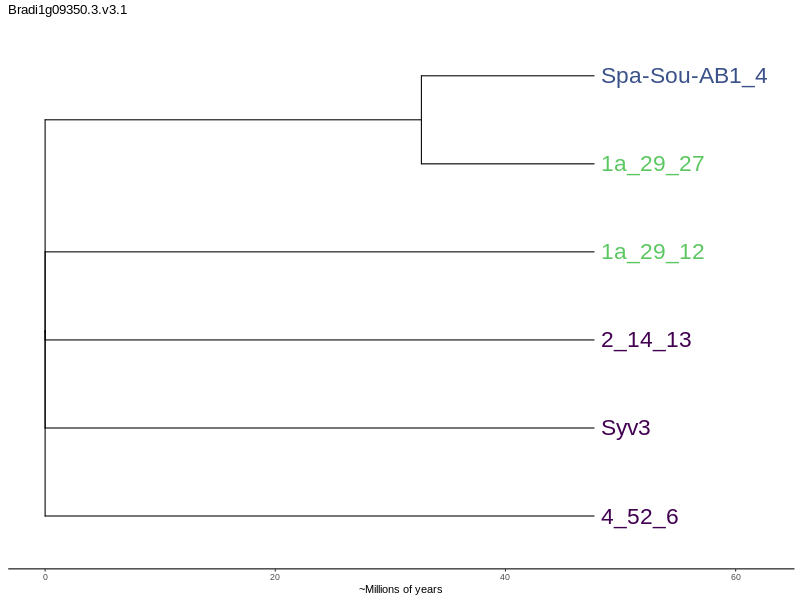 Bradi1g09350.3.v3.1
Spa-Sou-AB1_4
1a_29_27
1a_29_12
2_14_13
Syv3
4_52_6
0 20 40 60
~Millions of years